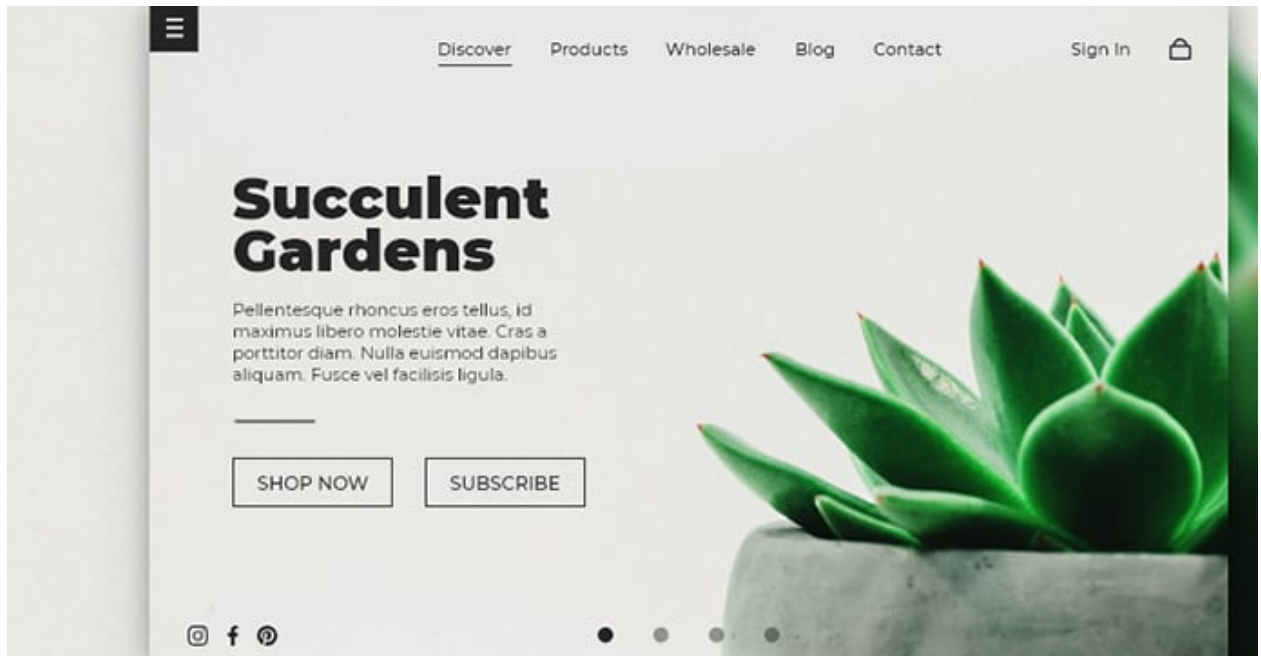 Discover Products Wholesale Blog Contact Sign In
Succulent
Gardens
Pellentesque rhoncus eros tellus, id
maximus libero molestie vitae. Cras a
porttitor diam. Nulla euismod dapibus
aliquam. Fusce vel facilisis ligula.
SHOP NOW SUBSCRIBE